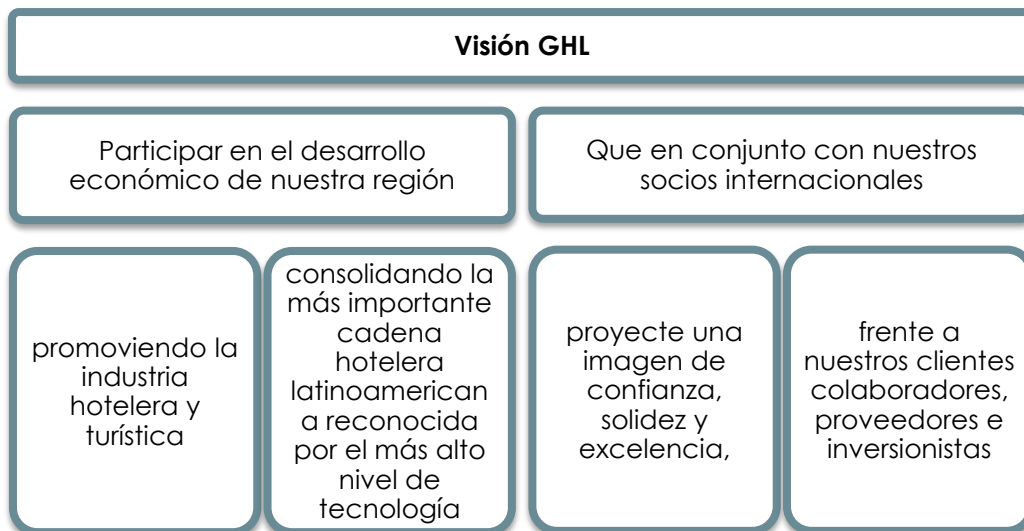 Visión GHL
Participar en el desarrollo
económico de nuestra región
Que en conjunto con nuestros
socios internacionales
promoviendo la
industria
hotelera y
turística
consolidando la
más importante
cadena
hotelera
latinoamerican
a reconocida
por el más alto
nivel de
tecnología
proyecte una
imagen de
confianza,
solidez y
excelencia,
frente a
nuestros clientes
colaboradores,
proveedores e
inversionistas